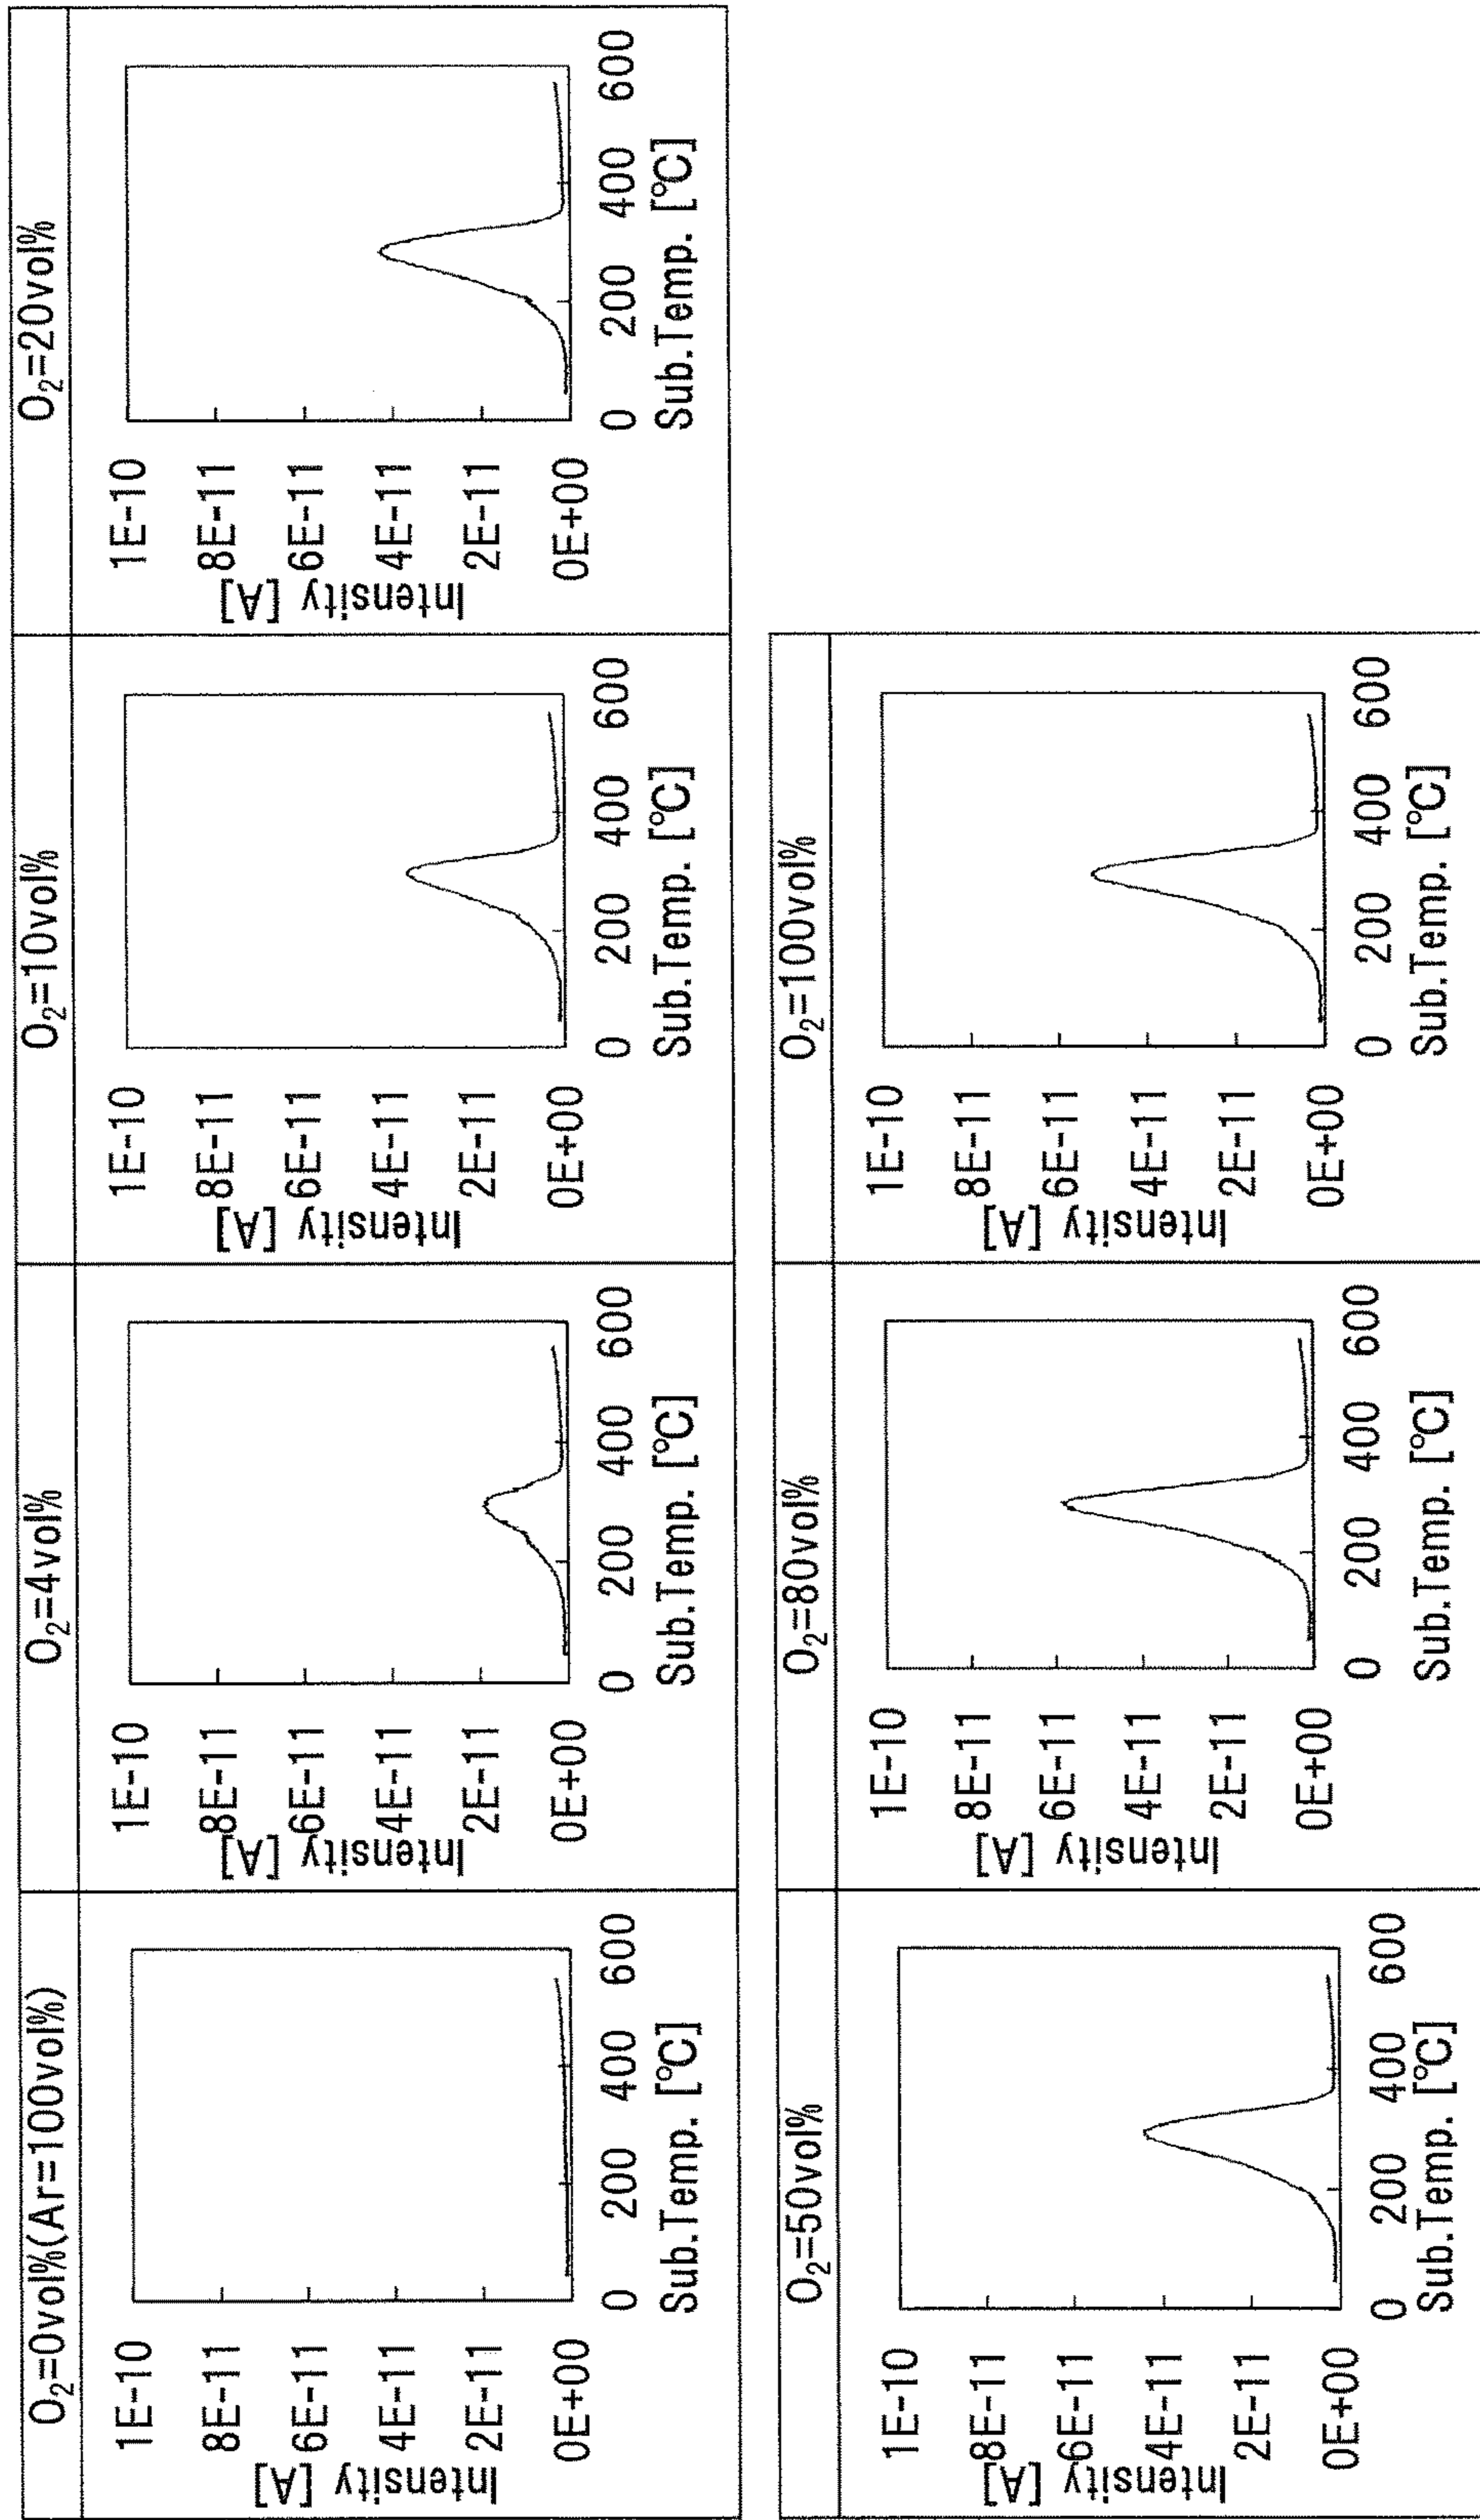 O₂=0vol%(Ar=100vol%)
Intensity [A]
1E-10
8E-11
6E-11
4E-11
2E-11
0E+00
0 200 400 600
Sub.Temp. [℃]
O₂=4vol%
Intensity [A]
1E-10
8E-11
6E-11
4E-11
2E-11
0E+00
0 200 400 600
Sub.Temp. [℃]
O₂=10vol%
Intensity [A]
1E-10
8E-11
6E-11
4E-11
2E-11
0E+00
0 200 400 600
Sub.Temp. [℃]
O₂=20vol%
Intensity [A]
1E-10
8E-11
6E-11
4E-11
2E-11
0E+00
0 200 400 600
Sub.Temp. [℃]
O₂=50vol%
Intensity [A]
1E-10
8E-11
6E-11
4E-11
2E-11
0E+00
0 200 400 600
Sub.Temp. [℃]
O₂=80vol%
Intensity [A]
1E-10
8E-11
6E-11
4E-11
2E-11
0E+00
0 200 400 600
Sub.Temp. [℃]
O₂=100vol%
Intensity [A]
1E-10
8E-11
6E-11
4E-11
2E-11
0E+00
0 200 400 600
Sub.Temp. [℃]